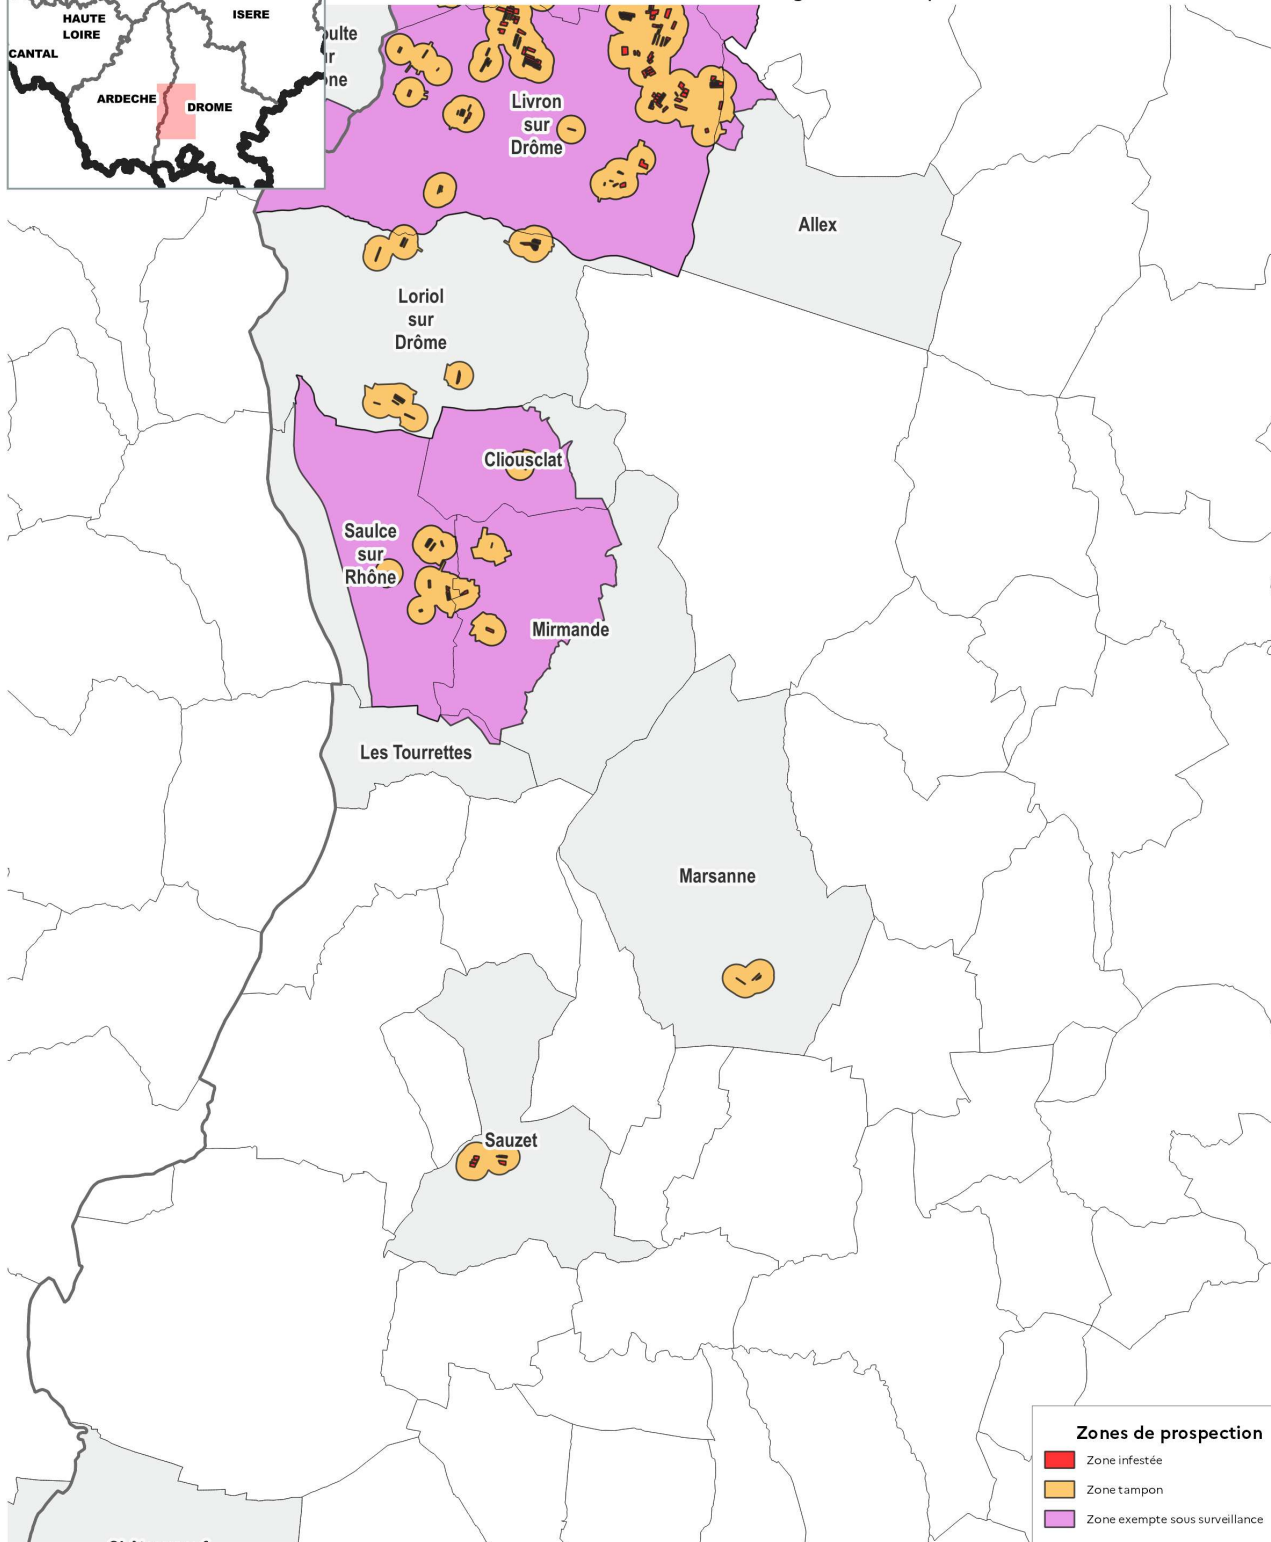 HAUTE
LOIRE
ISERE
CANTAL
ARDECHE
DROME
Livron
sur
Drôme
Allex
Loriol
sur
Drôme
Cliousclat
Saulce
sur
Rhône
Mirmande
Les Tourrettes
Marsanne
Sauzet
Zones de prospection
Zone infestée
Zone tampon
Zone exempte sous surveillance